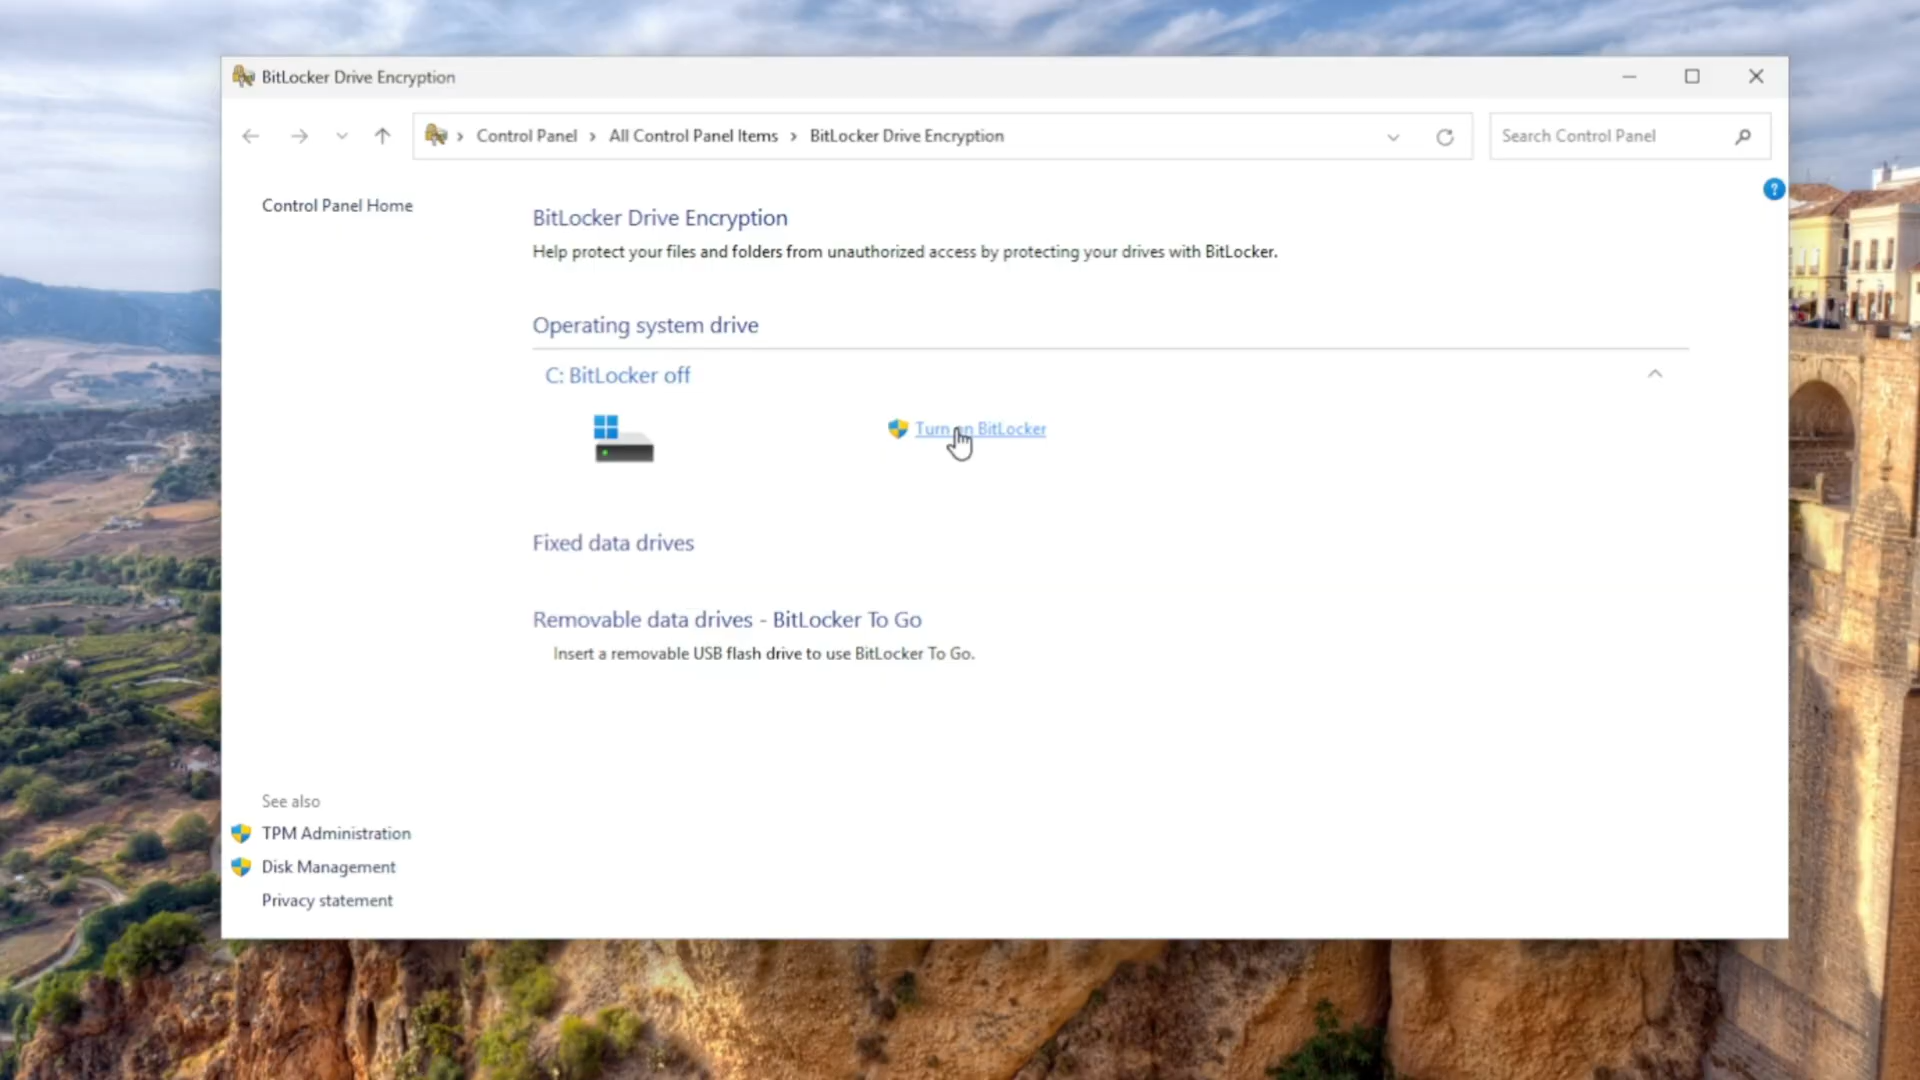 BitLocker Drive Encryption
Control Panel > All Control Panel Items > BitLocker Drive Encryption
Search Control Panel
?
Control Panel Home
BitLocker Drive Encryption
Help protect your files and folders from unauthorized access by protecting your drives with BitLocker.
Operating system drive
C: BitLocker off
Turn on BitLocker
Fixed data drives
Removable data drives - BitLocker To Go
Insert a removable USB flash drive to use BitLocker To Go.
See also
TPM Administration
Disk Management
Privacy statement